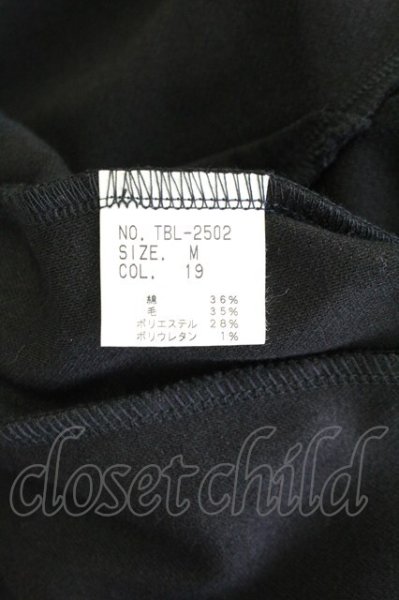 NO. TBL-2502
SIZE. M
COL. 19
綿 36%
毛 35%
ポリエステル 28%
ポリウレタン 1%
closetchild